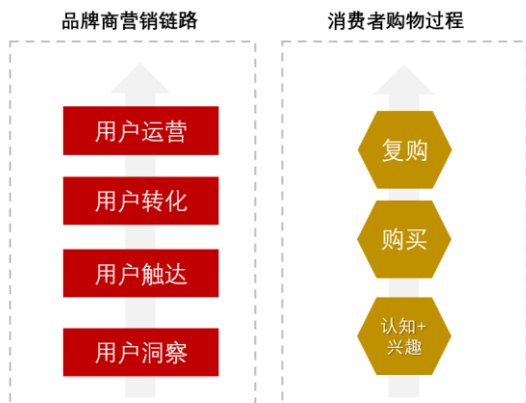 品牌商营销链路
用户运营
用户转化
用户触达
用户洞察
消费者购物过程
复购
购买
认知+
兴趣